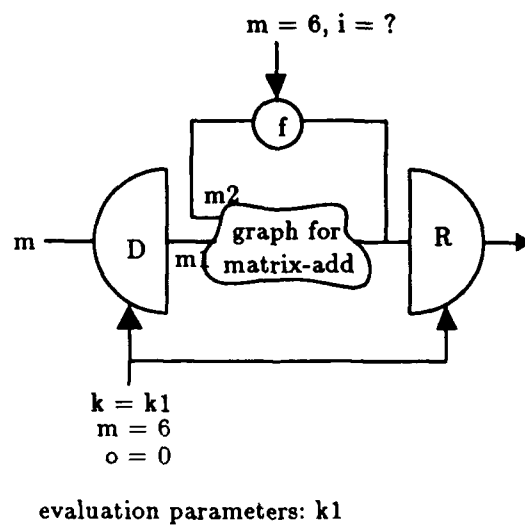 m = 6, i = ?
f
m2
m
D
m1
graph for
matrix-add
R
k = k1
m = 6
o = 0
evaluation parameters: k1